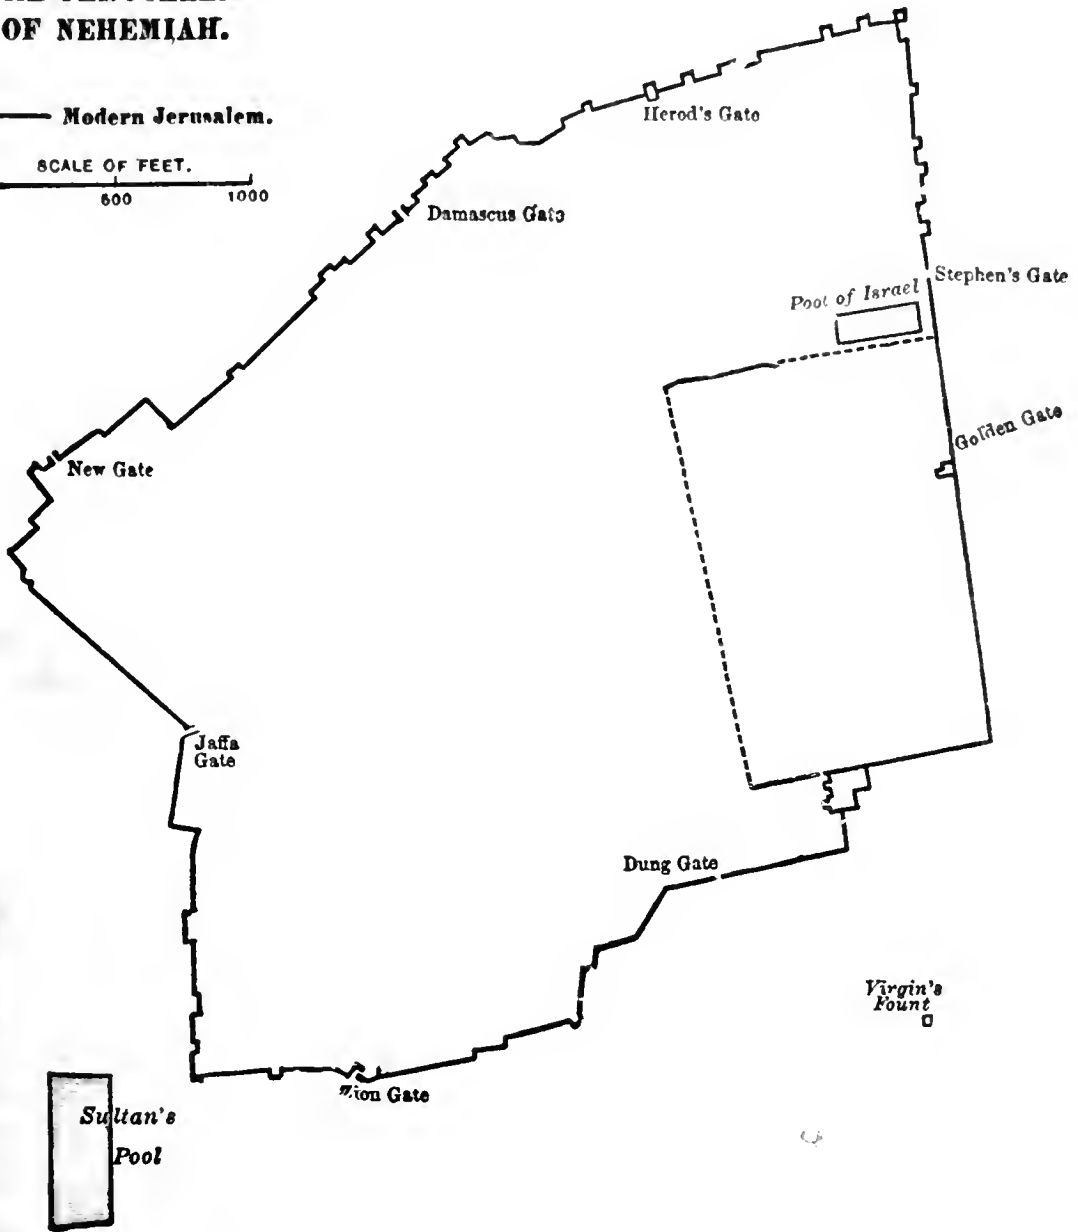 OF NEHEMIAH.
Modern Jerusalem.
SCALE OF FEET.
600
1000
Herod's Gate
Damascus Gate
Stephen's Gate
Pool of Israel
Golden Gate
New Gate
Jaffa
Gate
Dung Gate
Virgin's
Fount
Zion Gate
Sultan's
Pool